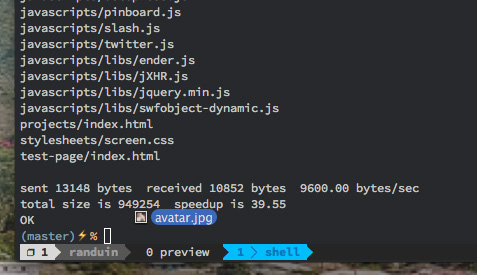 javascripts/pinboard.js
javascripts/slash.js
javascripts/twitter.js
javascripts/libs/ender.js
javascripts/libs/jXHR.js
javascripts/libs/jquery.min.js
javascripts/libs/swfobject-dynamic.js
projects/index.html
stylesheets/screen.css
test-page/index.html
sent 13148 bytes  received 10852 bytes  9600.00 bytes/sec
total size is 949254  speedup is 39.55
OK
avatar.jpg
(master)⚡%
❐ 1 randuin 0 preview 1 shell